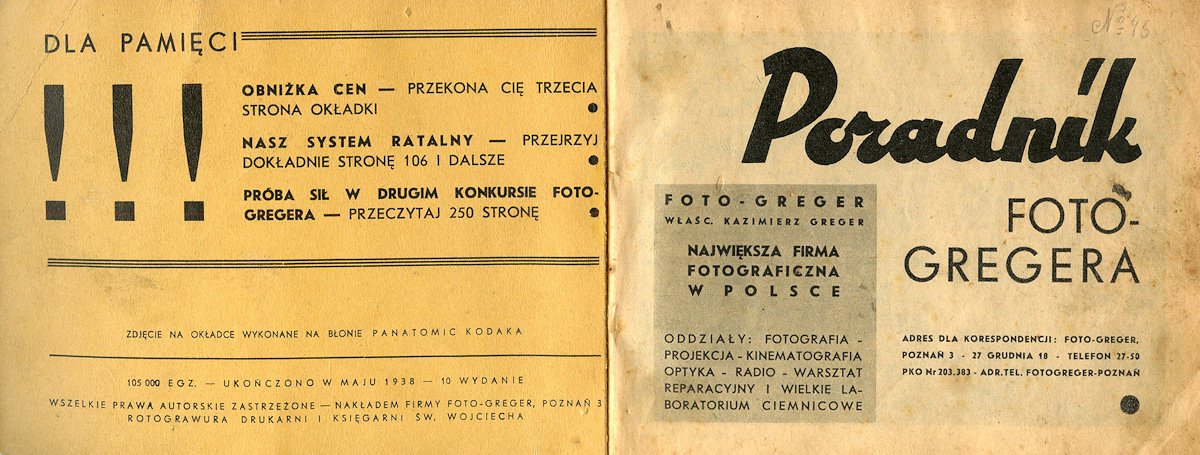 DLA PAMIĘCI
!!!
OBNIŻKA CEN — PRZEKONA CIĘ TRZECIA
STRONA OKŁADKI
NASZ SYSTEM RATALNY — PRZEJRZYJ
DOKŁADNIE STRONĘ 106 I DALSZE
PRÓBA SIŁ W DRUGIM KONKURSIE FOTO-
GREGERA — PRZECZYTAJ 250 STRONĘ
ZDJĘCIE NA OKŁADCE WYKONANE NA BŁONIE PANATOMIC KODAKA
105 000 EGZ. — UKOŃCZONO W MAJU 1938 — 10 WYDANIE
WSZELKIE PRAWA AUTORSKIE ZASTRZEŻONE — NAKŁADEM FIRMY FOTO-GREGER, POZNAŃ 3
ROTOGRAWURA DRUKARNI I KSIĘGARNI ŚW. WOJCIECHA
Poradnik
FOTO-
GREGERA
FOTO-GREGER
WŁAŚC. KAZIMIERZ GREGER
NAJWIĘKSZA FIRMA
FOTOGRAFICZNA
W POLSCE
ODDZIAŁY: FOTOGRAFIA -
PROJEKCJA - KINEMATOGRAFIA
OPTYKA - RADIO - WARSZTAT
REPARACYJNY I WIELKIE LA-
BORATORIUM CIEMNICOWE
ADRES DLA KORESPONDENCJI: FOTO-GREGER,
POZNAŃ 3 - 27 GRUDNIA 18 - TELEFON 27-50
PKO Nr 203.383 - ADR. TEL. FOTOGREGER-POZNAŃ